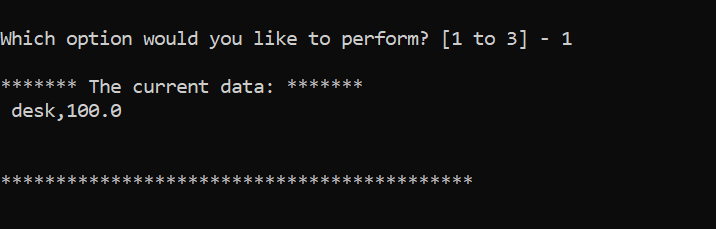 Which option would you like to perform? [1 to 3] - 1
******* The current data: *******
desk,100.0
*******************************************